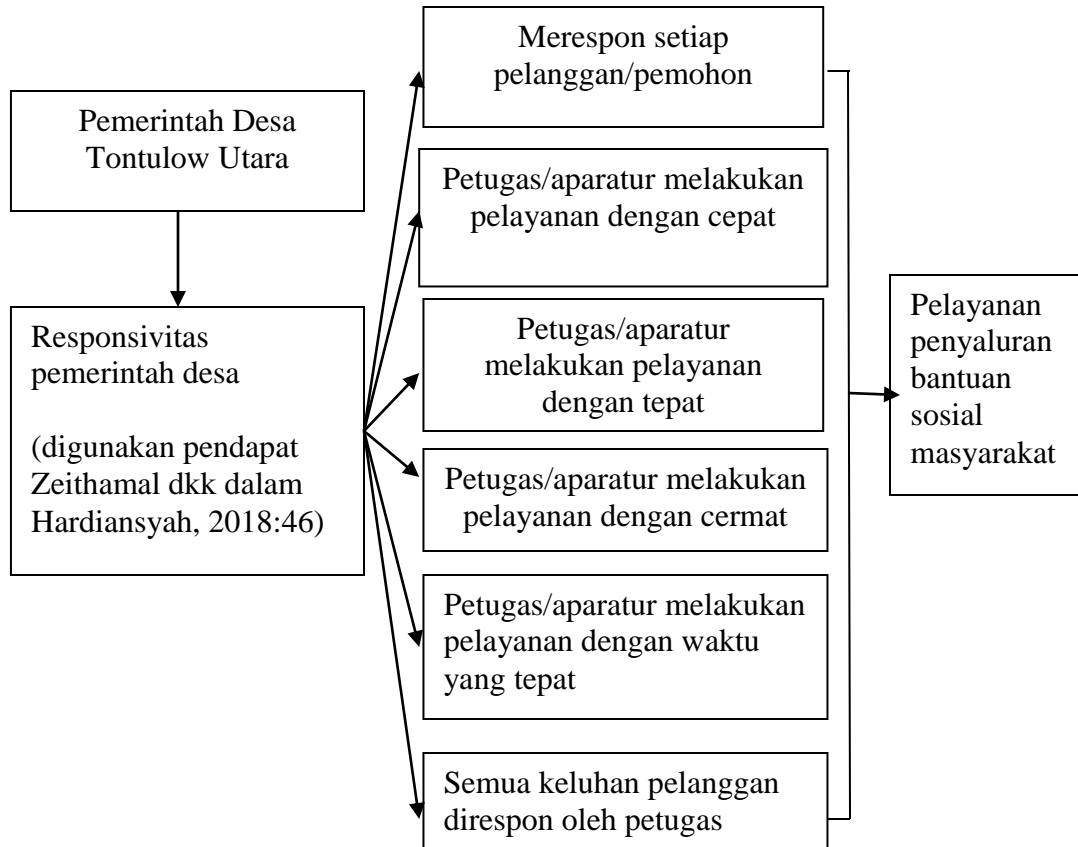 Pemerintah Desa
Tontulow Utara
Responsivitas
pemerintah desa
(digunakan pendapat
Zeithamal dkk dalam
Hardiansyah, 2018:46)
Merespon setiap
pelanggan/pemohon
Petugas/aparatur melakukan
pelayanan dengan cepat
Petugas/aparatur
melakukan pelayanan
dengan tepat
Petugas/aparatur melakukan
pelayanan dengan cermat
Petugas/aparatur melakukan
pelayanan dengan waktu
yang tepat
Semua keluhan pelanggan
direspon oleh petugas
Pelayanan
penyaluran
bantuan
sosial
masyarakat